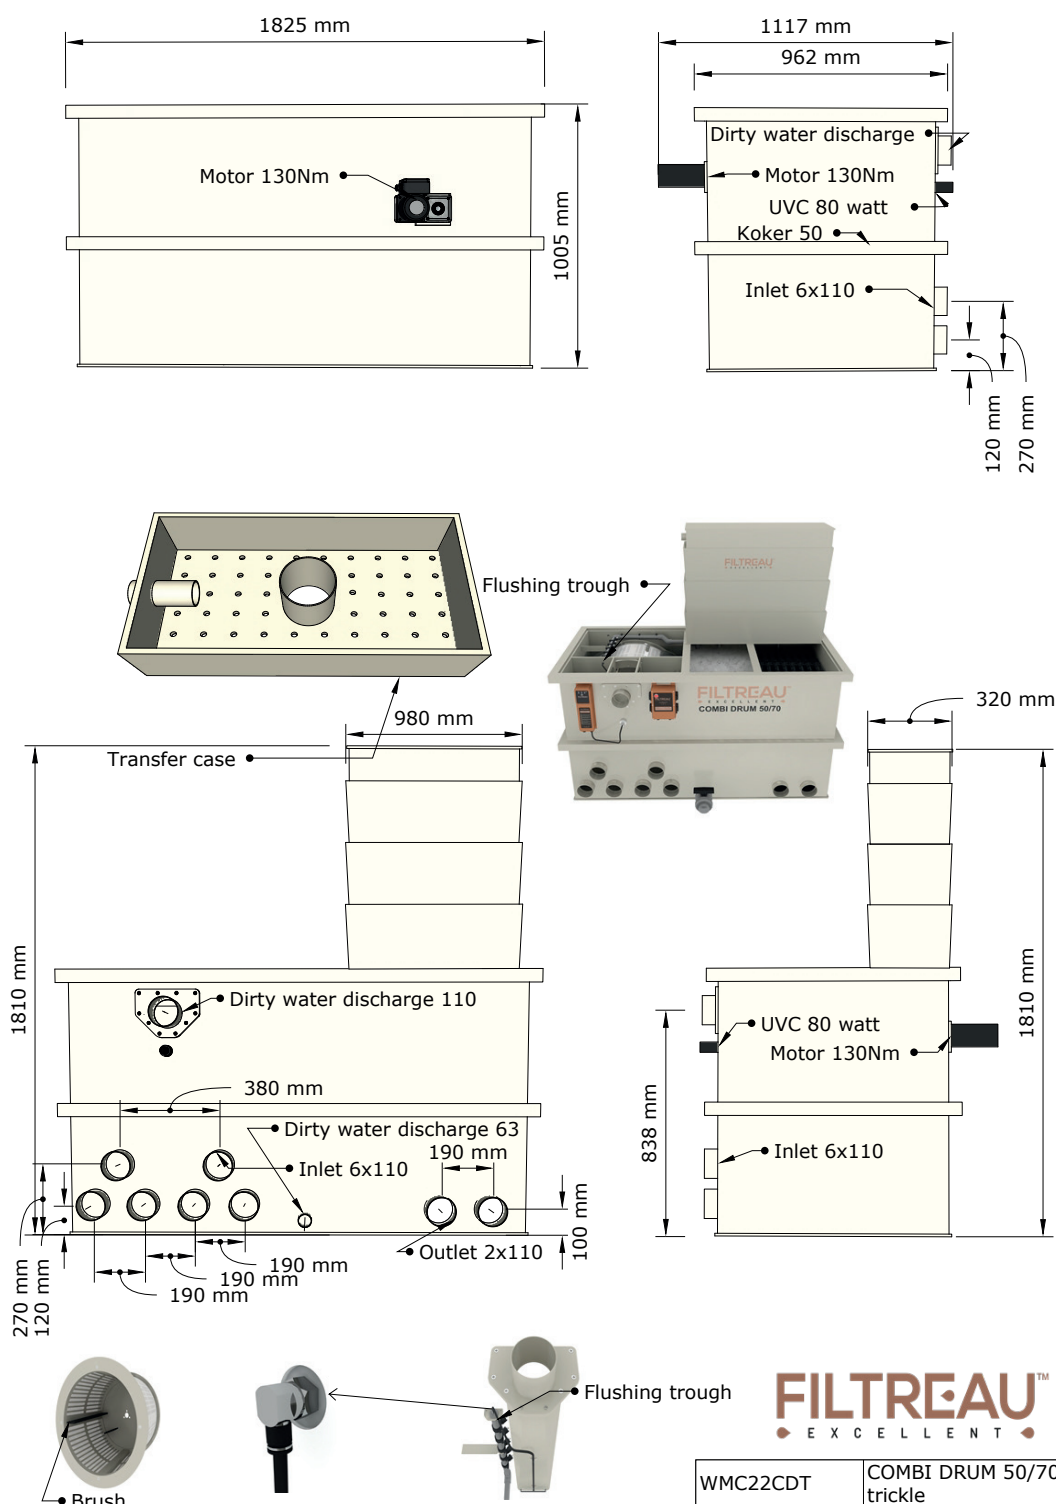 1825 mm
1117 mm
962 mm
Dirty water discharge
Motor 130Nm
Motor 130Nm
UVC 80 watt
Koker 50
1005 mm
Inlet 6x110
120 mm
270 mm
Flushing trough
FILTREAU
EXCELLENT
FILTREAU™
EXCELLENT
COMBI DRUM 50/70
980 mm
320 mm
Transfer case
1810 mm
Dirty water discharge 110
380 mm
Dirty water discharge 63
190 mm
Inlet 6x110
100 mm
Outlet 2x110
190 mm
190 mm
190 mm
270 mm
120 mm
1810 mm
838 mm
UVC 80 watt
Motor 130Nm
Inlet 6x110
Flushing trough
Brush
FILTREAU™
EXCELLENT
WMC22CDT
COMBI DRUM 50/70
trickle